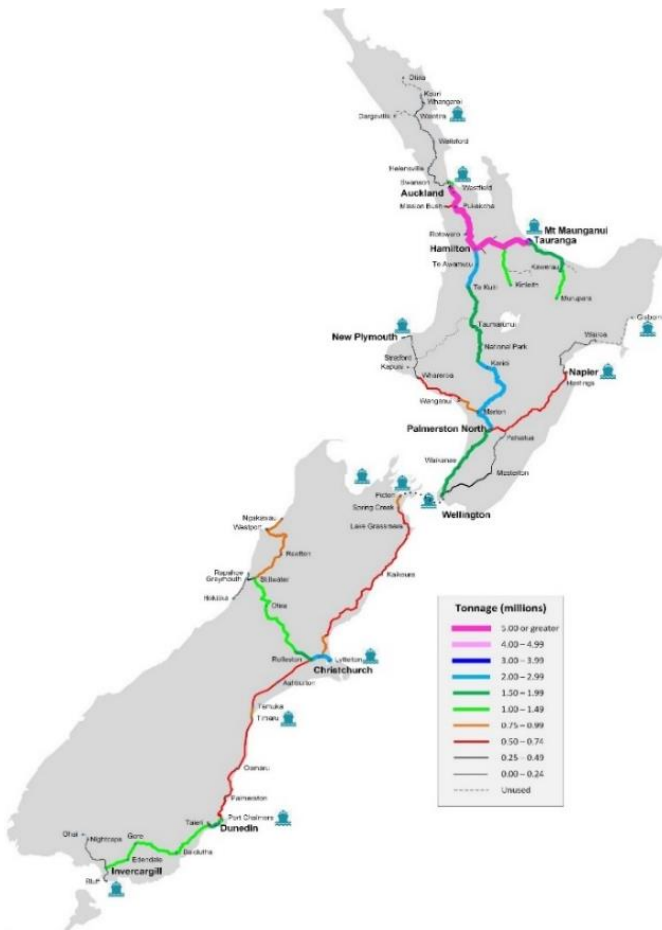 Otiria
Kauri
Whangarei
Dargaville
Waiotira
Wellsford
Helensville
Swanson
Westfield
Auckland
Mission Bush
Pukekohe
Mt Maunganui
Rotowaro
Tauranga
Hamilton
Te Awamutu
Kawerau
Kinleith
Te Kuiti
Murupara
Taumarunui
Gisborne
New Plymouth
National Park
Wairoa
Stratford
Kapuni
Karioi
Whareroa
Napier
Hastings
Wanganui
Marton
Palmerston North
Pahiatua
Waikanae
Masterton
Picton
Wellington
Spring Creek
Ngakawau
Westport
Lake Grassmere
Reefton
Rapahoe
Greymouth
Stillwater
Kaikoura
Hokitika
Otira
Tonnage (millions)
5.00 or greater
4.00 – 4.99
3.00 – 3.99
2.00 – 2.99
1.50 – 1.99
1.00 – 1.49
0.75 – 0.99
0.50 – 0.74
0.25 – 0.49
0.00 – 0.24
Unused
Rolleston
Lyttelton
Christchurch
Ashburton
Temuka
Timaru
Oamaru
Palmerston
Port Chalmers
Taieri
Dunedin
Ohai
Nightcaps
Gore
Balclutha
Edendale
Invercargill
Bluff